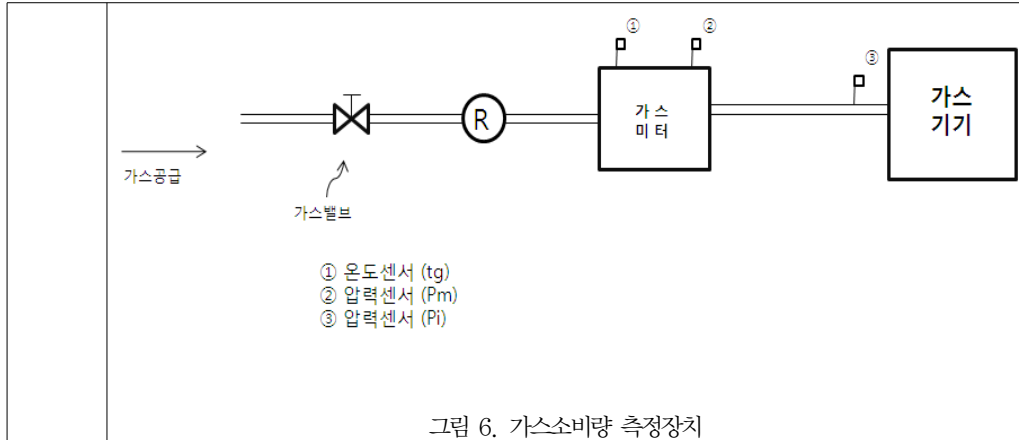 ①
②
③
가스
기기
가 스
미 터
R
가스공급
가스밸브
① 온도센서 (tg)
② 압력센서 (Pm)
③ 압력센서 (Pi)
그림 6. 가스소비량 측정장치